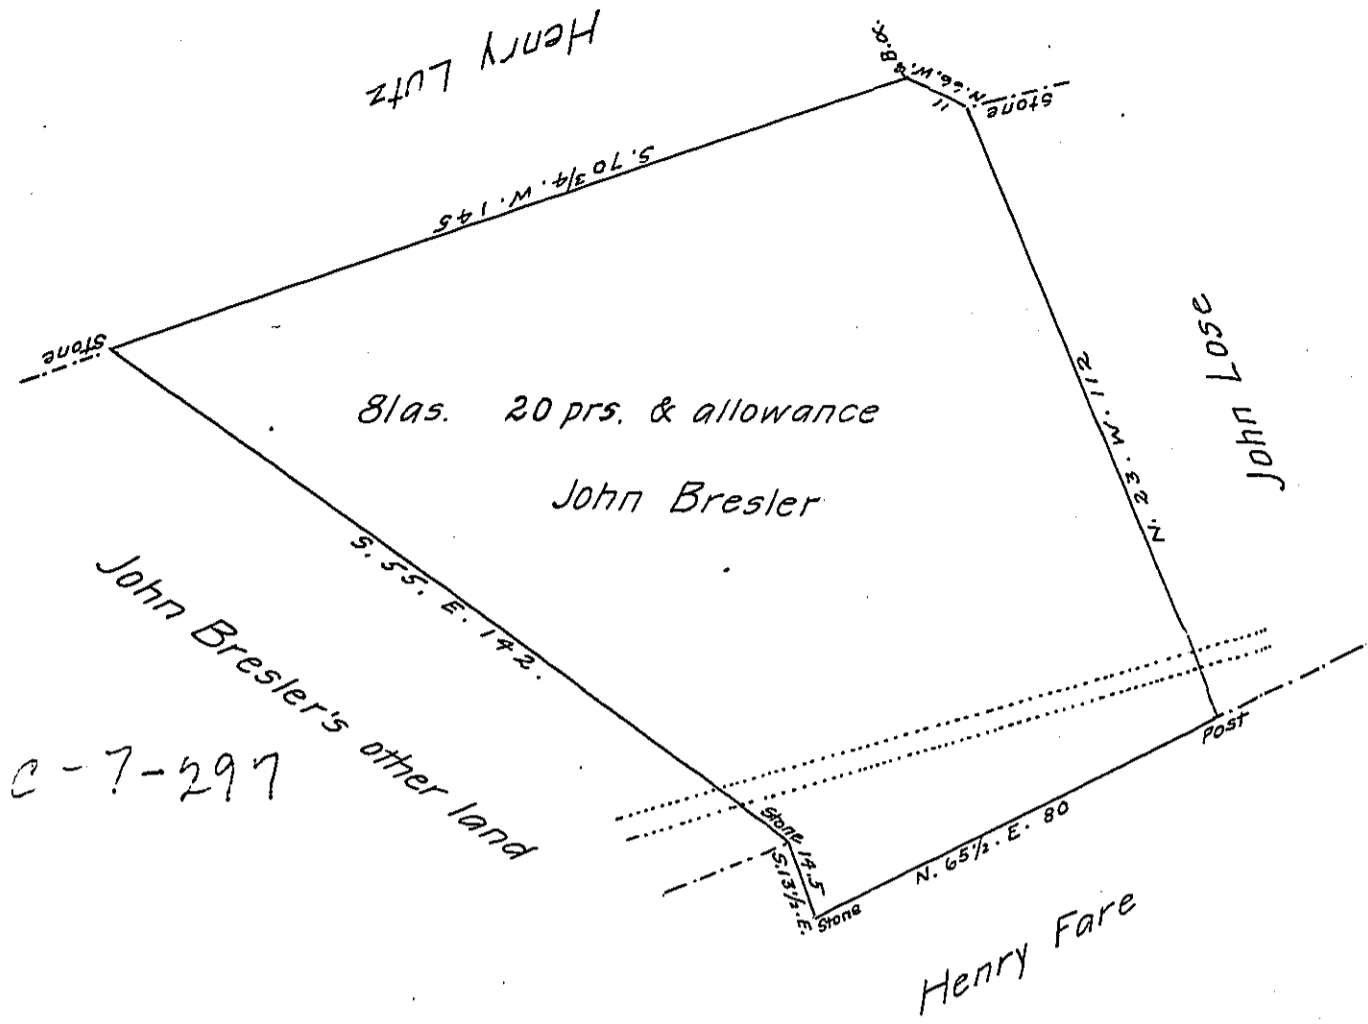 Henry Lutz
B.O.
N. 66. W.
11
Stone
S. 70 3/4. W. 145
Stone
John Lose
N. 23. W. 112
81as. 20 prs. & allowance
John Bresler
S. 55. E. 142.
John Bresler's other land
C-7-297
Stone
14.5
S. 13 1/2. E.
Stone
N. 65 1/2. E. 80
Post
Henry Fare